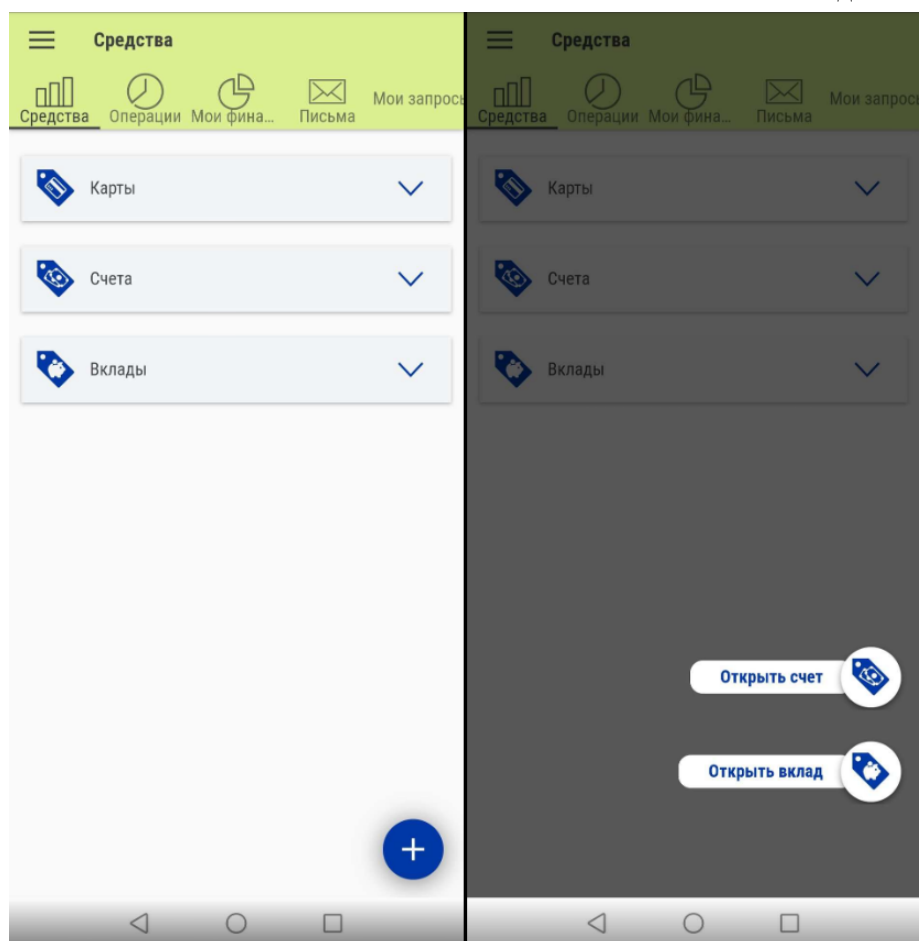 Средства
Средства Операции Мои фина... Письма Мои запрос
Карты
Счета
Вклады
Средства
Средства Операции Мои фина... Письма Мои запрос
Карты
Счета
Вклады
Открыть счет
Открыть вклад